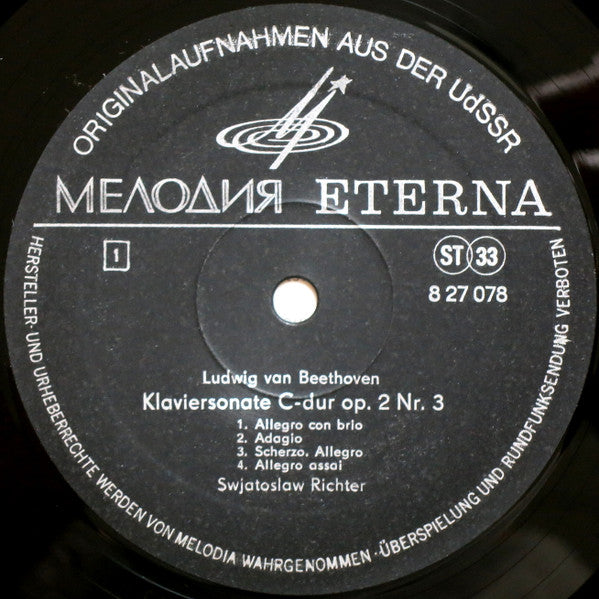 ORIGINALAUFNAHMEN AUS DER UdSSR
МЕЛОДИЯ ETERNA
1
ST 33
8 27 078
Ludwig van Beethoven
Klaviersonate C-dur op. 2 Nr. 3
1. Allegro con brio
2. Adagio
3. Scherzo. Allegro
4. Allegro assai
Swjatoslaw Richter
HERSTELLER- UND URHEBERRECHTE WERDEN VON MELODIA WAHRGENOMMEN · ÜBERSPIELUNG UND RUNDFUNKSENDUNG VERBOTEN